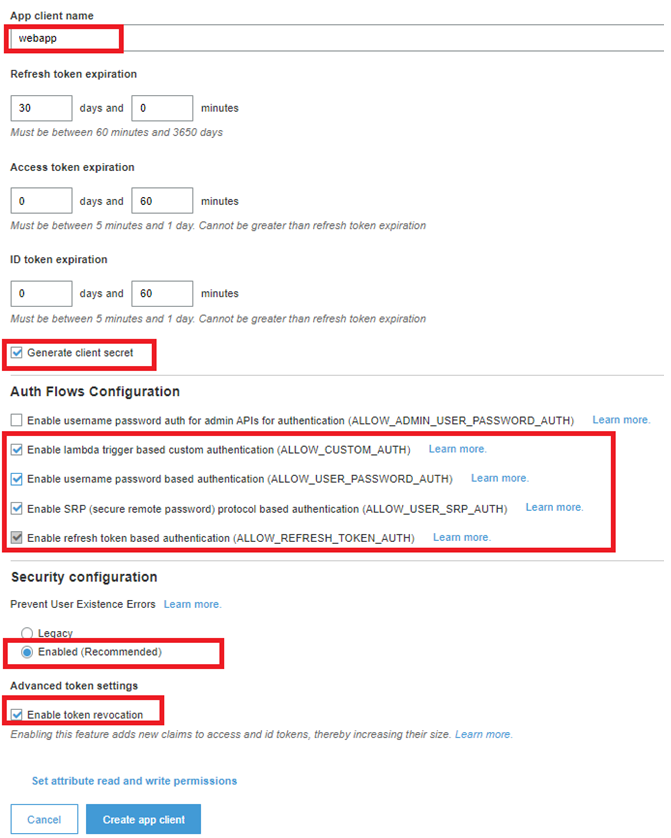 App client name
webapp
Refresh token expiration
30 days and 0 minutes
Must be between 60 minutes and 3650 days
Access token expiration
0 days and 60 minutes
Must be between 5 minutes and 1 day. Cannot be greater than refresh token expiration
ID token expiration
0 days and 60 minutes
Must be between 5 minutes and 1 day. Cannot be greater than refresh token expiration
Generate client secret
Auth Flows Configuration
Enable username password auth for admin APIs for authentication (ALLOW_ADMIN_USER_PASSWORD_AUTH) Learn more.
Enable lambda trigger based custom authentication (ALLOW_CUSTOM_AUTH) Learn more.
Enable username password based authentication (ALLOW_USER_PASSWORD_AUTH) Learn more.
Enable SRP (secure remote password) protocol based authentication (ALLOW_USER_SRP_AUTH) Learn more.
Enable refresh token based authentication (ALLOW_REFRESH_TOKEN_AUTH) Learn more.
Security configuration
Prevent User Existence Errors Learn more.
Legacy
Enabled (Recommended)
Advanced token settings
Enable token revocation
Enabling this feature adds new claims to access and id tokens, thereby increasing their size. Learn more.
Set attribute read and write permissions
Cancel Create app client